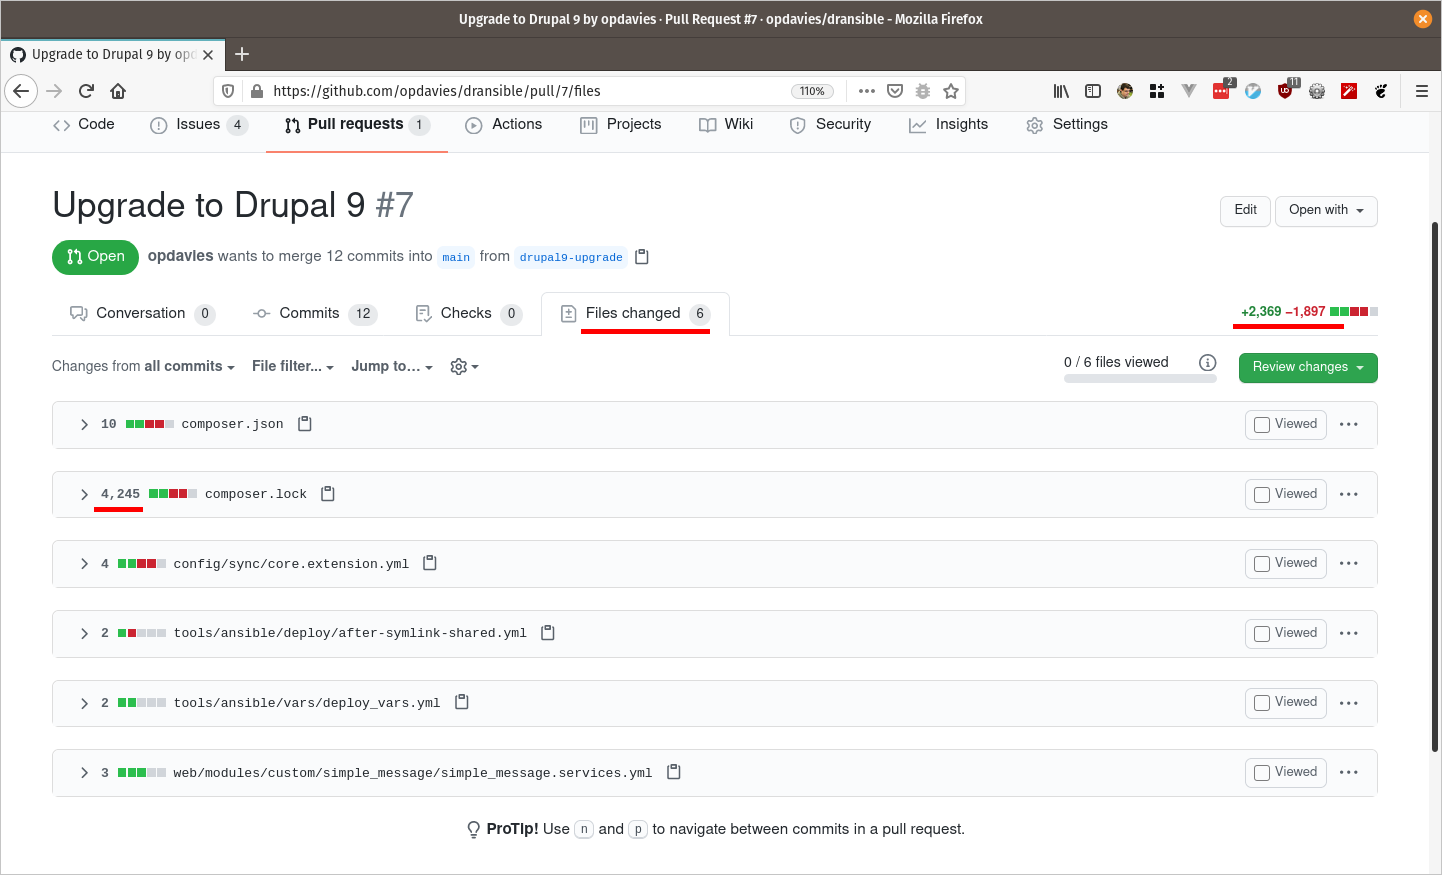 Upgrade to Drupal 9 by opdavies · Pull Request #7 · opdavies/dransible - Mozilla Firefox
Upgrade to Drupal 9 by opd
https://github.com/opdavies/dransible/pull/7/files
110%
2
11
Code
Issues 4
Pull requests 1
Actions
Projects
Wiki
Security
Insights
Settings
Upgrade to Drupal 9 #7
Edit
Open with
Open
opdavies wants to merge 12 commits into main from drupal9-upgrade
Conversation 0
Commits 12
Checks 0
Files changed 6
+2,369 −1,897
Changes from all commits
File filter...
Jump to…
0 / 6 files viewed
Review changes
10 composer.json
Viewed
4,245 composer.lock
Viewed
4 config/sync/core.extension.yml
Viewed
2 tools/ansible/deploy/after-symlink-shared.yml
Viewed
2 tools/ansible/vars/deploy_vars.yml
Viewed
3 web/modules/custom/simple_message/simple_message.services.yml
Viewed
ProTip! Use n and p to navigate between commits in a pull request.